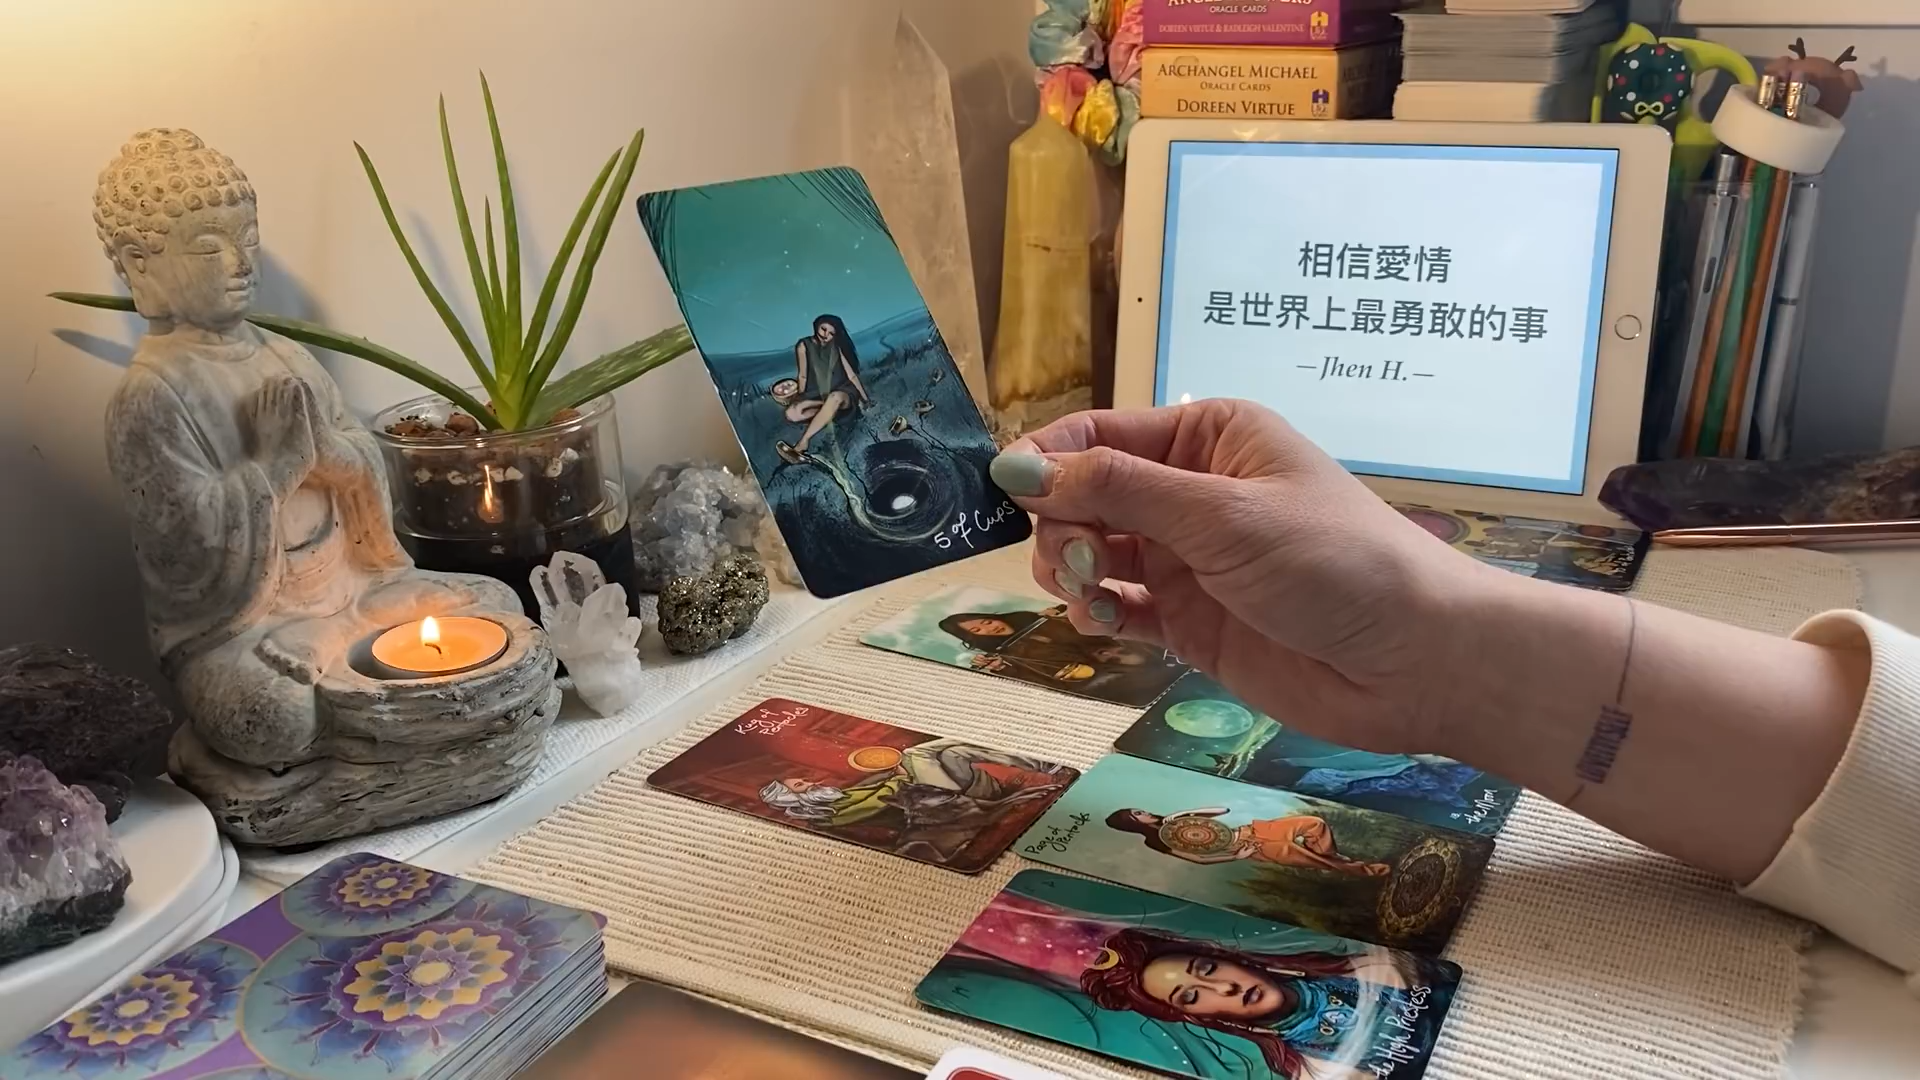 ORACLE CARDS
DOREEN VIRTUE & RADLEIGH VALENTINE
ARCHANGEL MICHAEL
ORACLE CARDS
DOREEN VIRTUE
相信愛情
是世界上最勇敢的事
—Jhen H.—
5 of Cups
King of
Pentacles
the Moon
Page of
Pentacles
the High Priestess